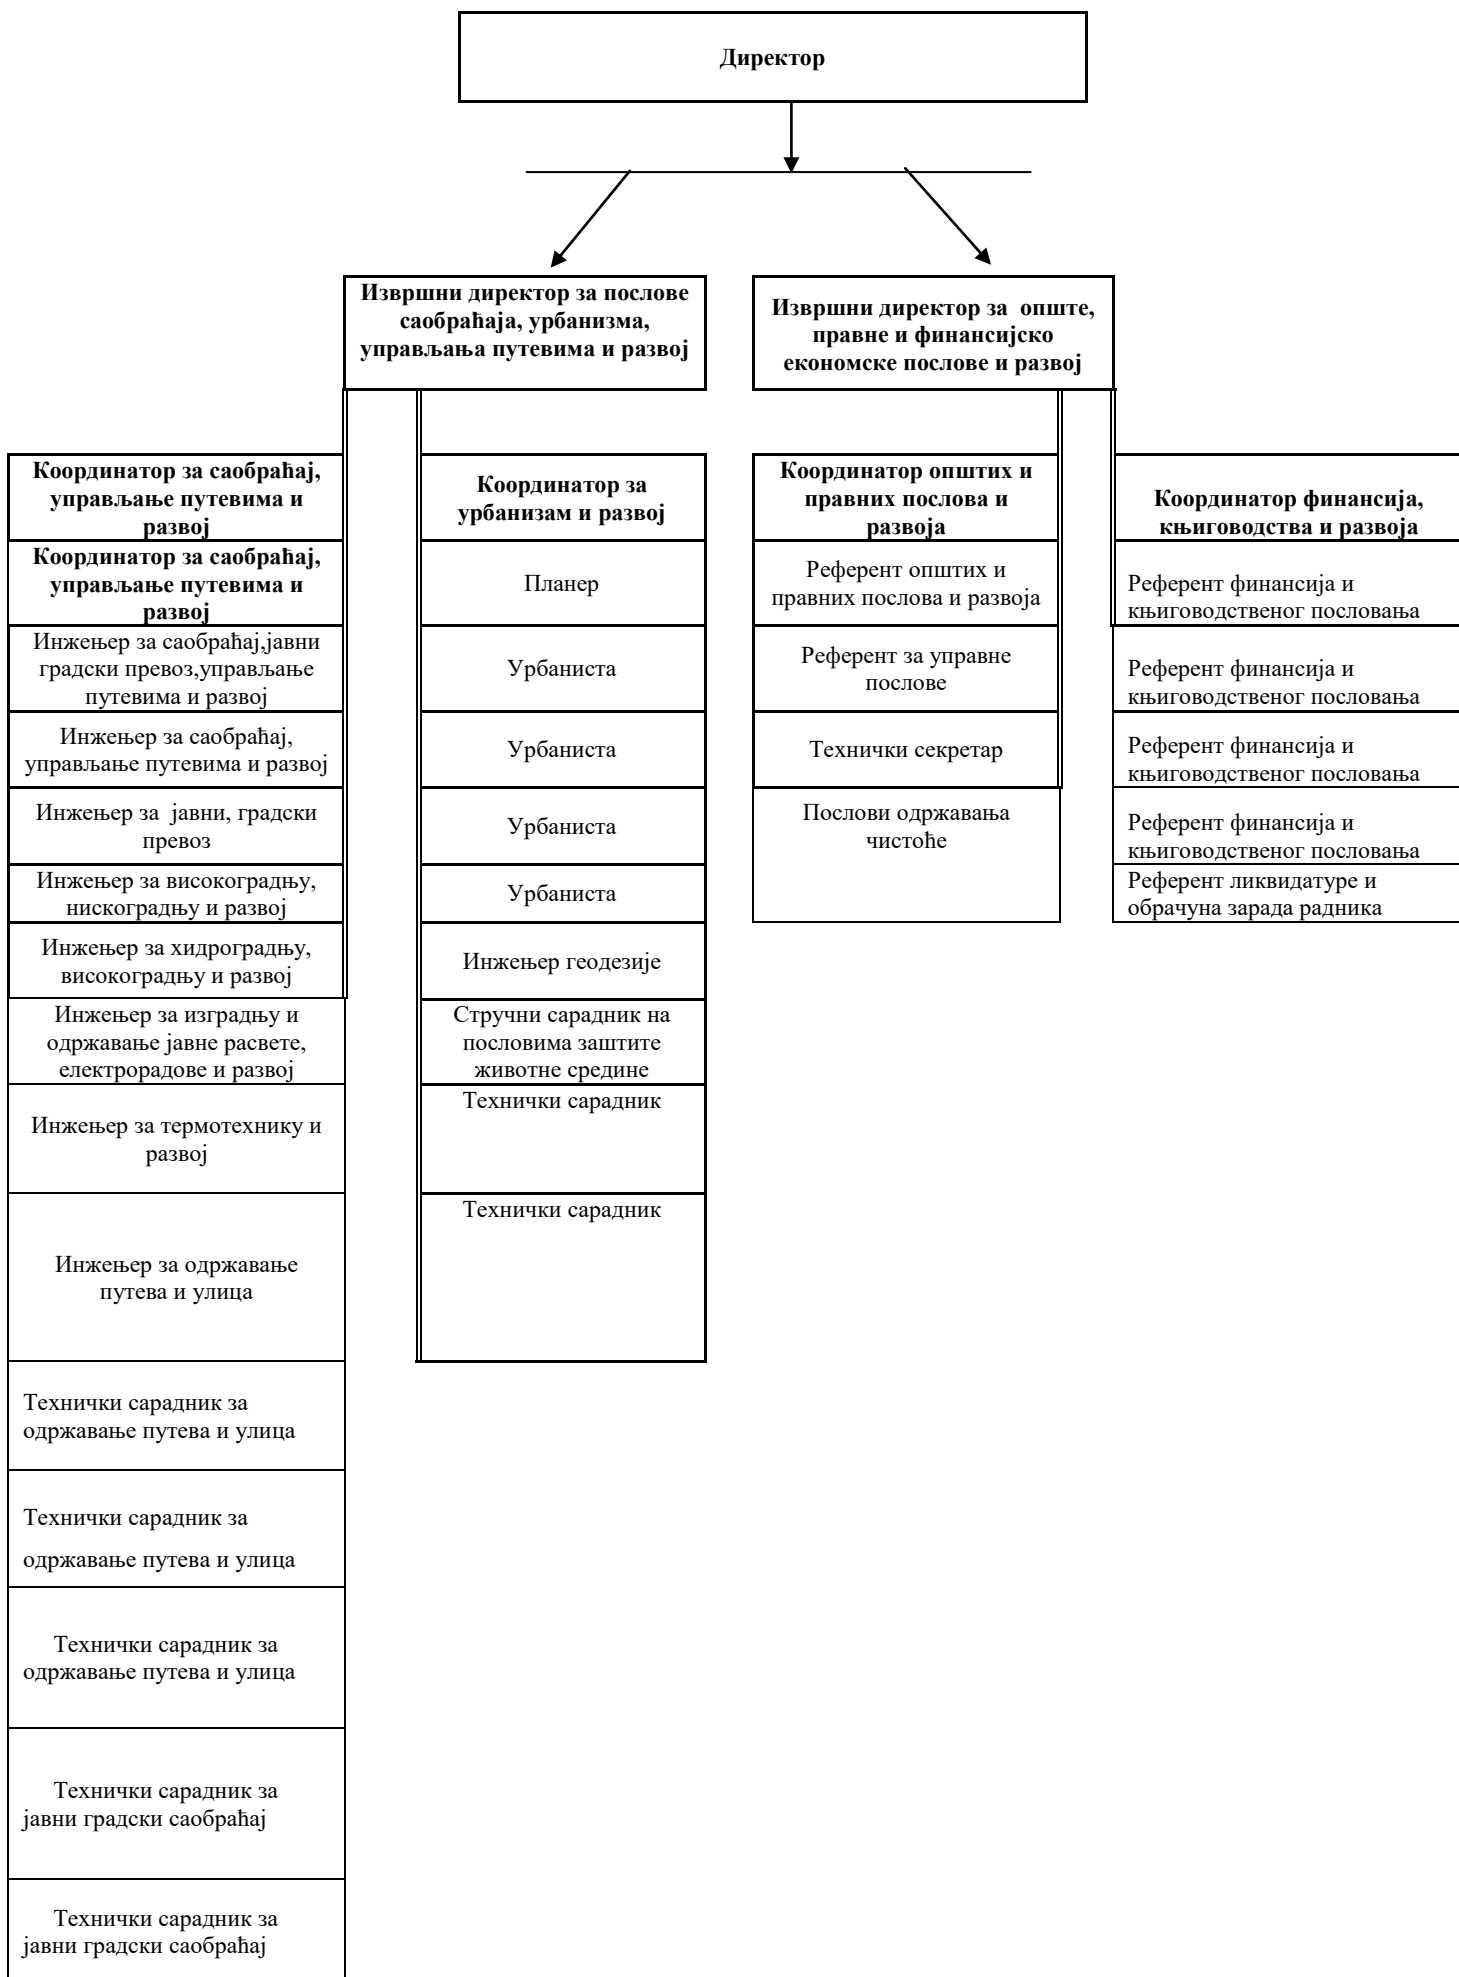 Директор
Извршни директор за послове
саобраћаја, урбанизма,
управљања путевима и развој
Извршни директор за  опште,
правне и финансијско
економске послове и развој
Координатор за саобраћај,
управљање путевима и
развој
Координатор за
урбанизам и развој
Координатор општих и
правних послова и
развоја
Координатор финансија,
књиговодства и развоја
Координатор за саобраћај,
управљање путевима и
развој
Планер
Референт општих и
правних послова и развоја
Референт финансија и
књиговодственог пословања
Инжењер за саобраћај,јавни
градски превоз,управљање
путевима и развој
Урбаниста
Референт за управне
послове
Референт финансија и
књиговодственог пословања
Инжењер за саобраћај,
управљање путевима и развој
Урбаниста
Технички секретар
Референт финансија и
књиговодственог пословања
Инжењер за  јавни, градски
превоз
Урбаниста
Послови одржавања
чистоће
Референт финансија и
књиговодственог пословања
Инжењер за високоградњу,
нискоградњу и развој
Урбаниста
Референт ликвидатуре и
обрачуна зарада радника
Инжењер за хидроградњу,
високоградњу и развој
Инжењер геодезије
Инжењер за изградњу и
одржавање јавне расвете,
електрорадове и развој
Стручни сарадник на
пословима заштите
животне средине
Инжењер за термотехнику и
развој
Технички сарадник
Инжењер за одржавање
путева и улица
Технички сарадник
Технички сарадник за
одржавање путева и улица
Технички сарадник за
одржавање путева и улица
Технички сарадник за
одржавање путева и улица
Технички сарадник за
јавни градски саобраћај
Технички сарадник за
јавни градски саобраћај